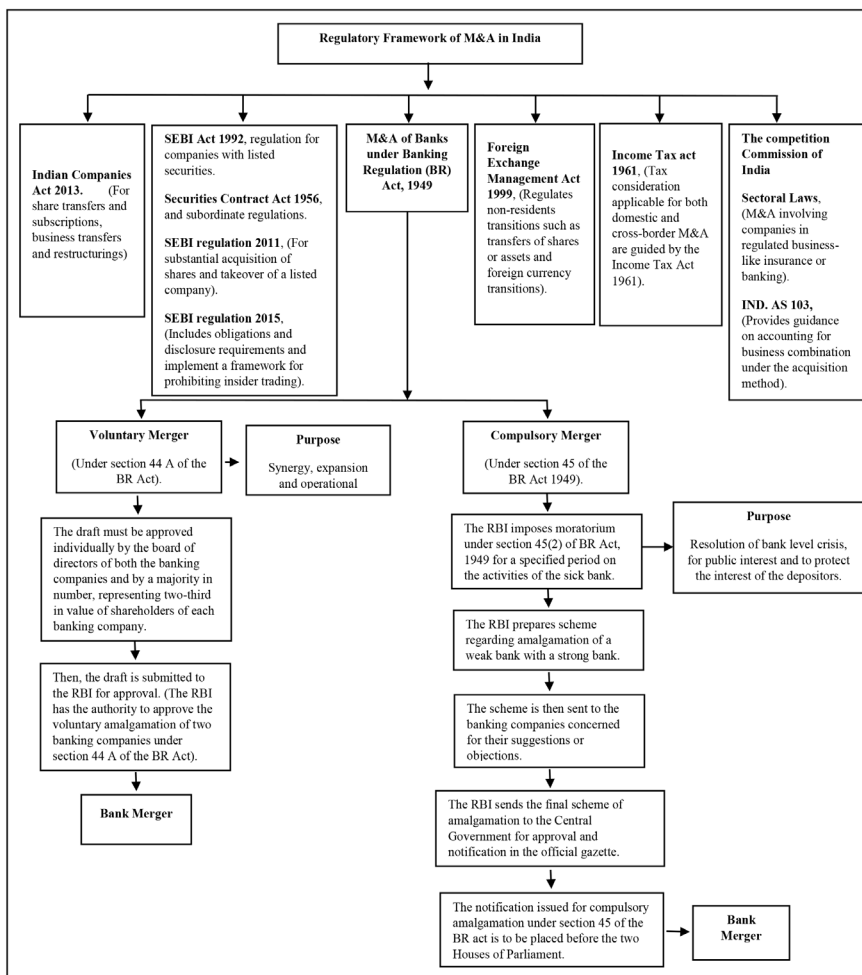 Regulatory Framework of M&A in India
Indian Companies
Act 2013. (For
share transfers and
subscriptions,
business transfers
and restructurings)
SEBI Act 1992, regulation for
companies with listed
securities.
Securities Contract Act 1956,
and subordinate regulations.
SEBI regulation 2011, (For
substantial acquisition of
shares and takeover of a listed
company).
SEBI regulation 2015,
(Includes obligations and
disclosure requirements and
implement a framework for
prohibiting insider trading).
M&A of Banks
under Banking
Regulation (BR)
Act, 1949
Foreign
Exchange
Management Act
1999, (Regulates
non-residents
transitions such as
transfers of shares
or assets and
foreign currency
transitions).
Income Tax act
1961, (Tax
consideration
applicable for both
domestic and
cross-border M&A
are guided by the
Income Tax Act
1961).
The competition
Commission of
India
Sectoral Laws,
(M&A involving
companies in
regulated business-
like insurance or
banking).
IND. AS 103,
(Provides guidance
on accounting for
business combination
under the acquisition
method).
Voluntary Merger
(Under section 44 A of the
BR Act).
Purpose
Synergy, expansion
and operational
The draft must be approved
individually by the board of
directors of both the banking
companies and by a majority in
number, representing two-third
in value of shareholders of each
banking company.
Then, the draft is submitted to
the RBI for approval. (The RBI
has the authority to approve the
voluntary amalgamation of two
banking companies under
section 44 A of the BR Act).
Bank Merger
Compulsory Merger
(Under section 45 of the
BR Act 1949).
The RBI imposes moratorium
under section 45(2) of BR Act,
1949 for a specified period on
the activities of the sick bank.
Purpose
Resolution of bank level crisis,
for public interest and to protect
the interest of the depositors.
The RBI prepares scheme
regarding amalgamation of a
weak bank with a strong bank.
The scheme is then sent to the
banking companies concerned
for their suggestions or
objections.
The RBI sends the final scheme of
amalgamation to the Central
Government for approval and
notification in the official gazette.
The notification issued for compulsory
amalgamation under section 45 of the
BR act is to be placed before the two
Houses of Parliament.
Bank
Merger